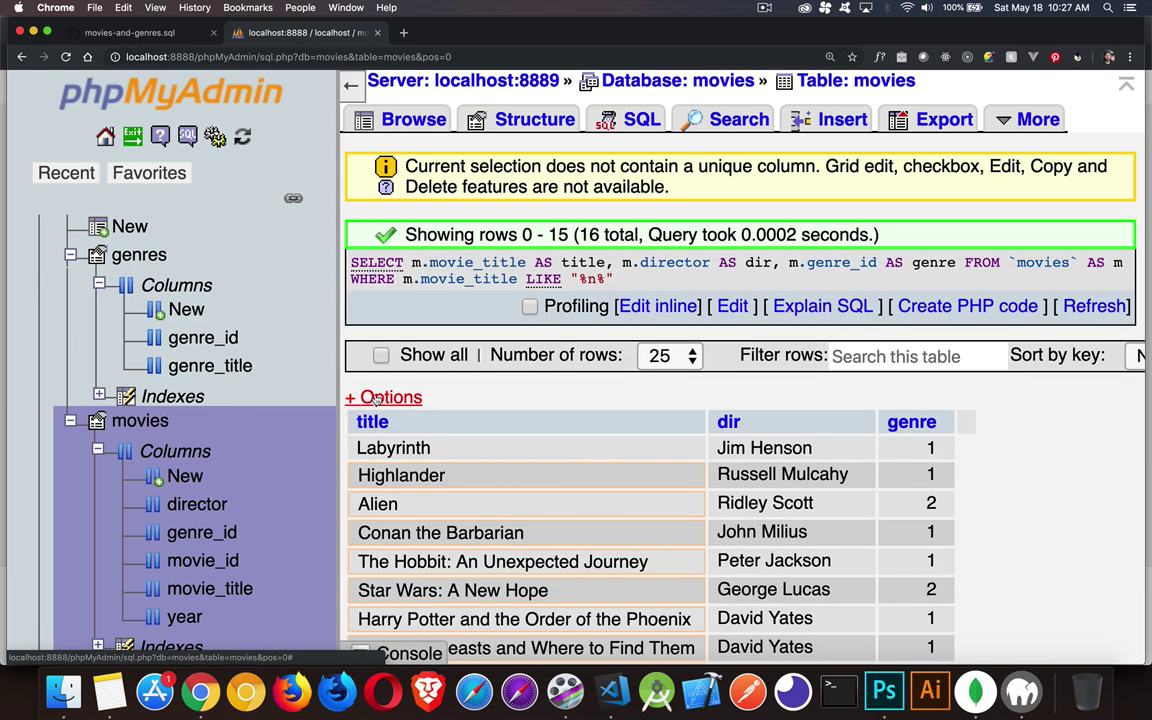 Chrome File Edit View History Bookmarks People Window Help 100% Sat May 18 10:27 AM
movies-and-genres.sql localhost:8888 / localhost / mo
localhost:8888/phpMyAdmin/sql.php?db=movies&table=movies&pos=0
phpMyAdmin
Recent Favorites
New
genres
Columns
New
genre_id
genre_title
Indexes
movies
Columns
New
director
genre_id
movie_id
movie_title
year
Indexes
localhost:8888/phpMyAdmin/sql.php?db=movies&table=movies&pos=0#
Server: localhost:8889 » Database: movies » Table: movies
Browse Structure SQL Search Insert Export More
Current selection does not contain a unique column. Grid edit, checkbox, Edit, Copy and
Delete features are not available.
Showing rows 0 - 15 (16 total, Query took 0.0002 seconds.)
SELECT m.movie_title AS title, m.director AS dir, m.genre_id AS genre FROM `movies` AS m
WHERE m.movie_title LIKE "%n%"
Profiling [Edit inline] [ Edit ] [ Explain SQL ] [ Create PHP code ] [ Refresh]
Show all | Number of rows: 25 Filter rows: Search this table Sort by key: N
+ Options
title dir genre
Labyrinth Jim Henson 1
Highlander Russell Mulcahy 1
Alien Ridley Scott 2
Conan the Barbarian John Milius 1
The Hobbit: An Unexpected Journey Peter Jackson 1
Star Wars: A New Hope George Lucas 2
Harry Potter and the Order of the Phoenix David Yates 1
easts and Where to Find Them David Yates 1
Console